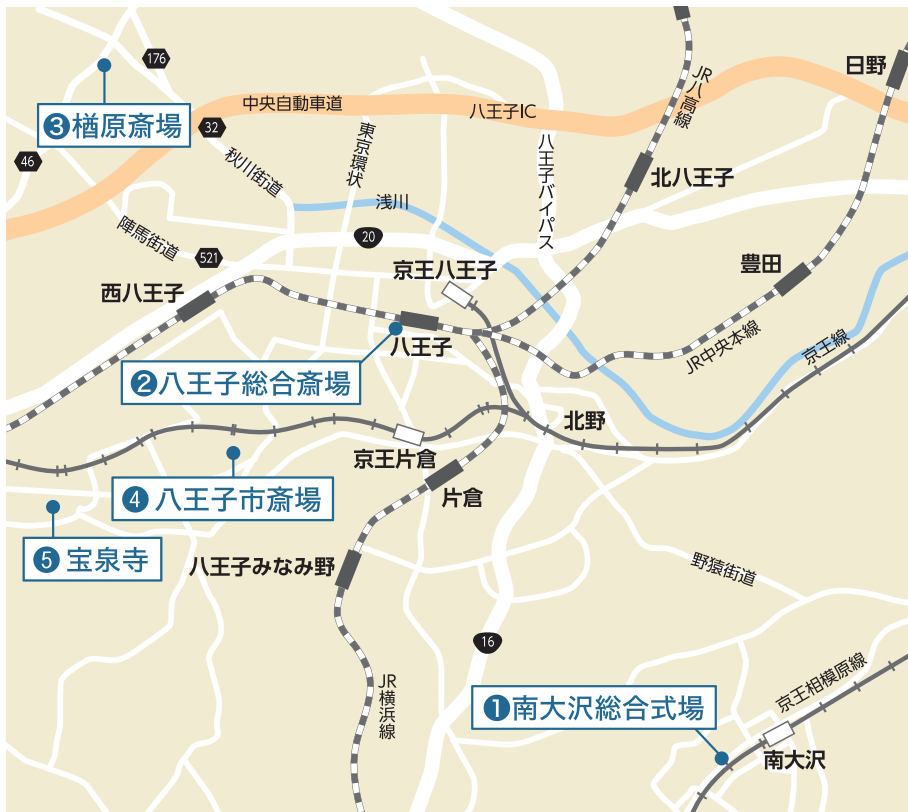 日野
176
JR八高線
中央自動車道
八王子IC
❸楢原斎場
32
東京環状
八王子バイパス
46
秋川街道
北八王子
浅川
陣馬街道
20
521
京王八王子
豊田
西八王子
八王子
JR中央本線
京王線
❷八王子総合斎場
北野
京王片倉
片倉
❹八王子市斎場
❺宝泉寺
八王子みなみ野
野猿街道
16
JR横浜線
京王相模原線
❶南大沢総合式場
南大沢